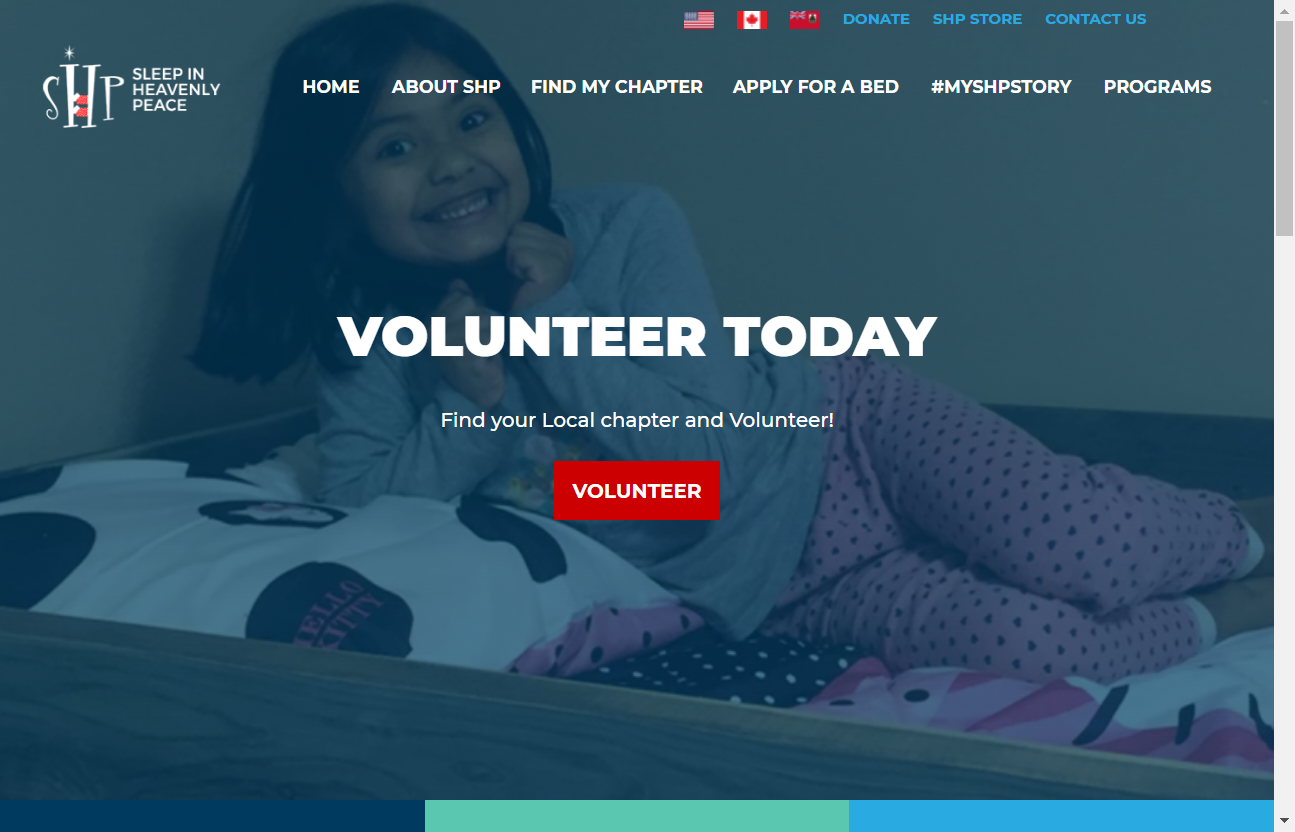 DONATE SHP STORE CONTACT US
SHP SLEEP IN
HEAVENLY
PEACE
HOME ABOUT SHP FIND MY CHAPTER APPLY FOR A BED #MYSHPSTORY PROGRAMS
VOLUNTEER TODAY
Find your Local chapter and Volunteer!
VOLUNTEER
HELLO
KITTY